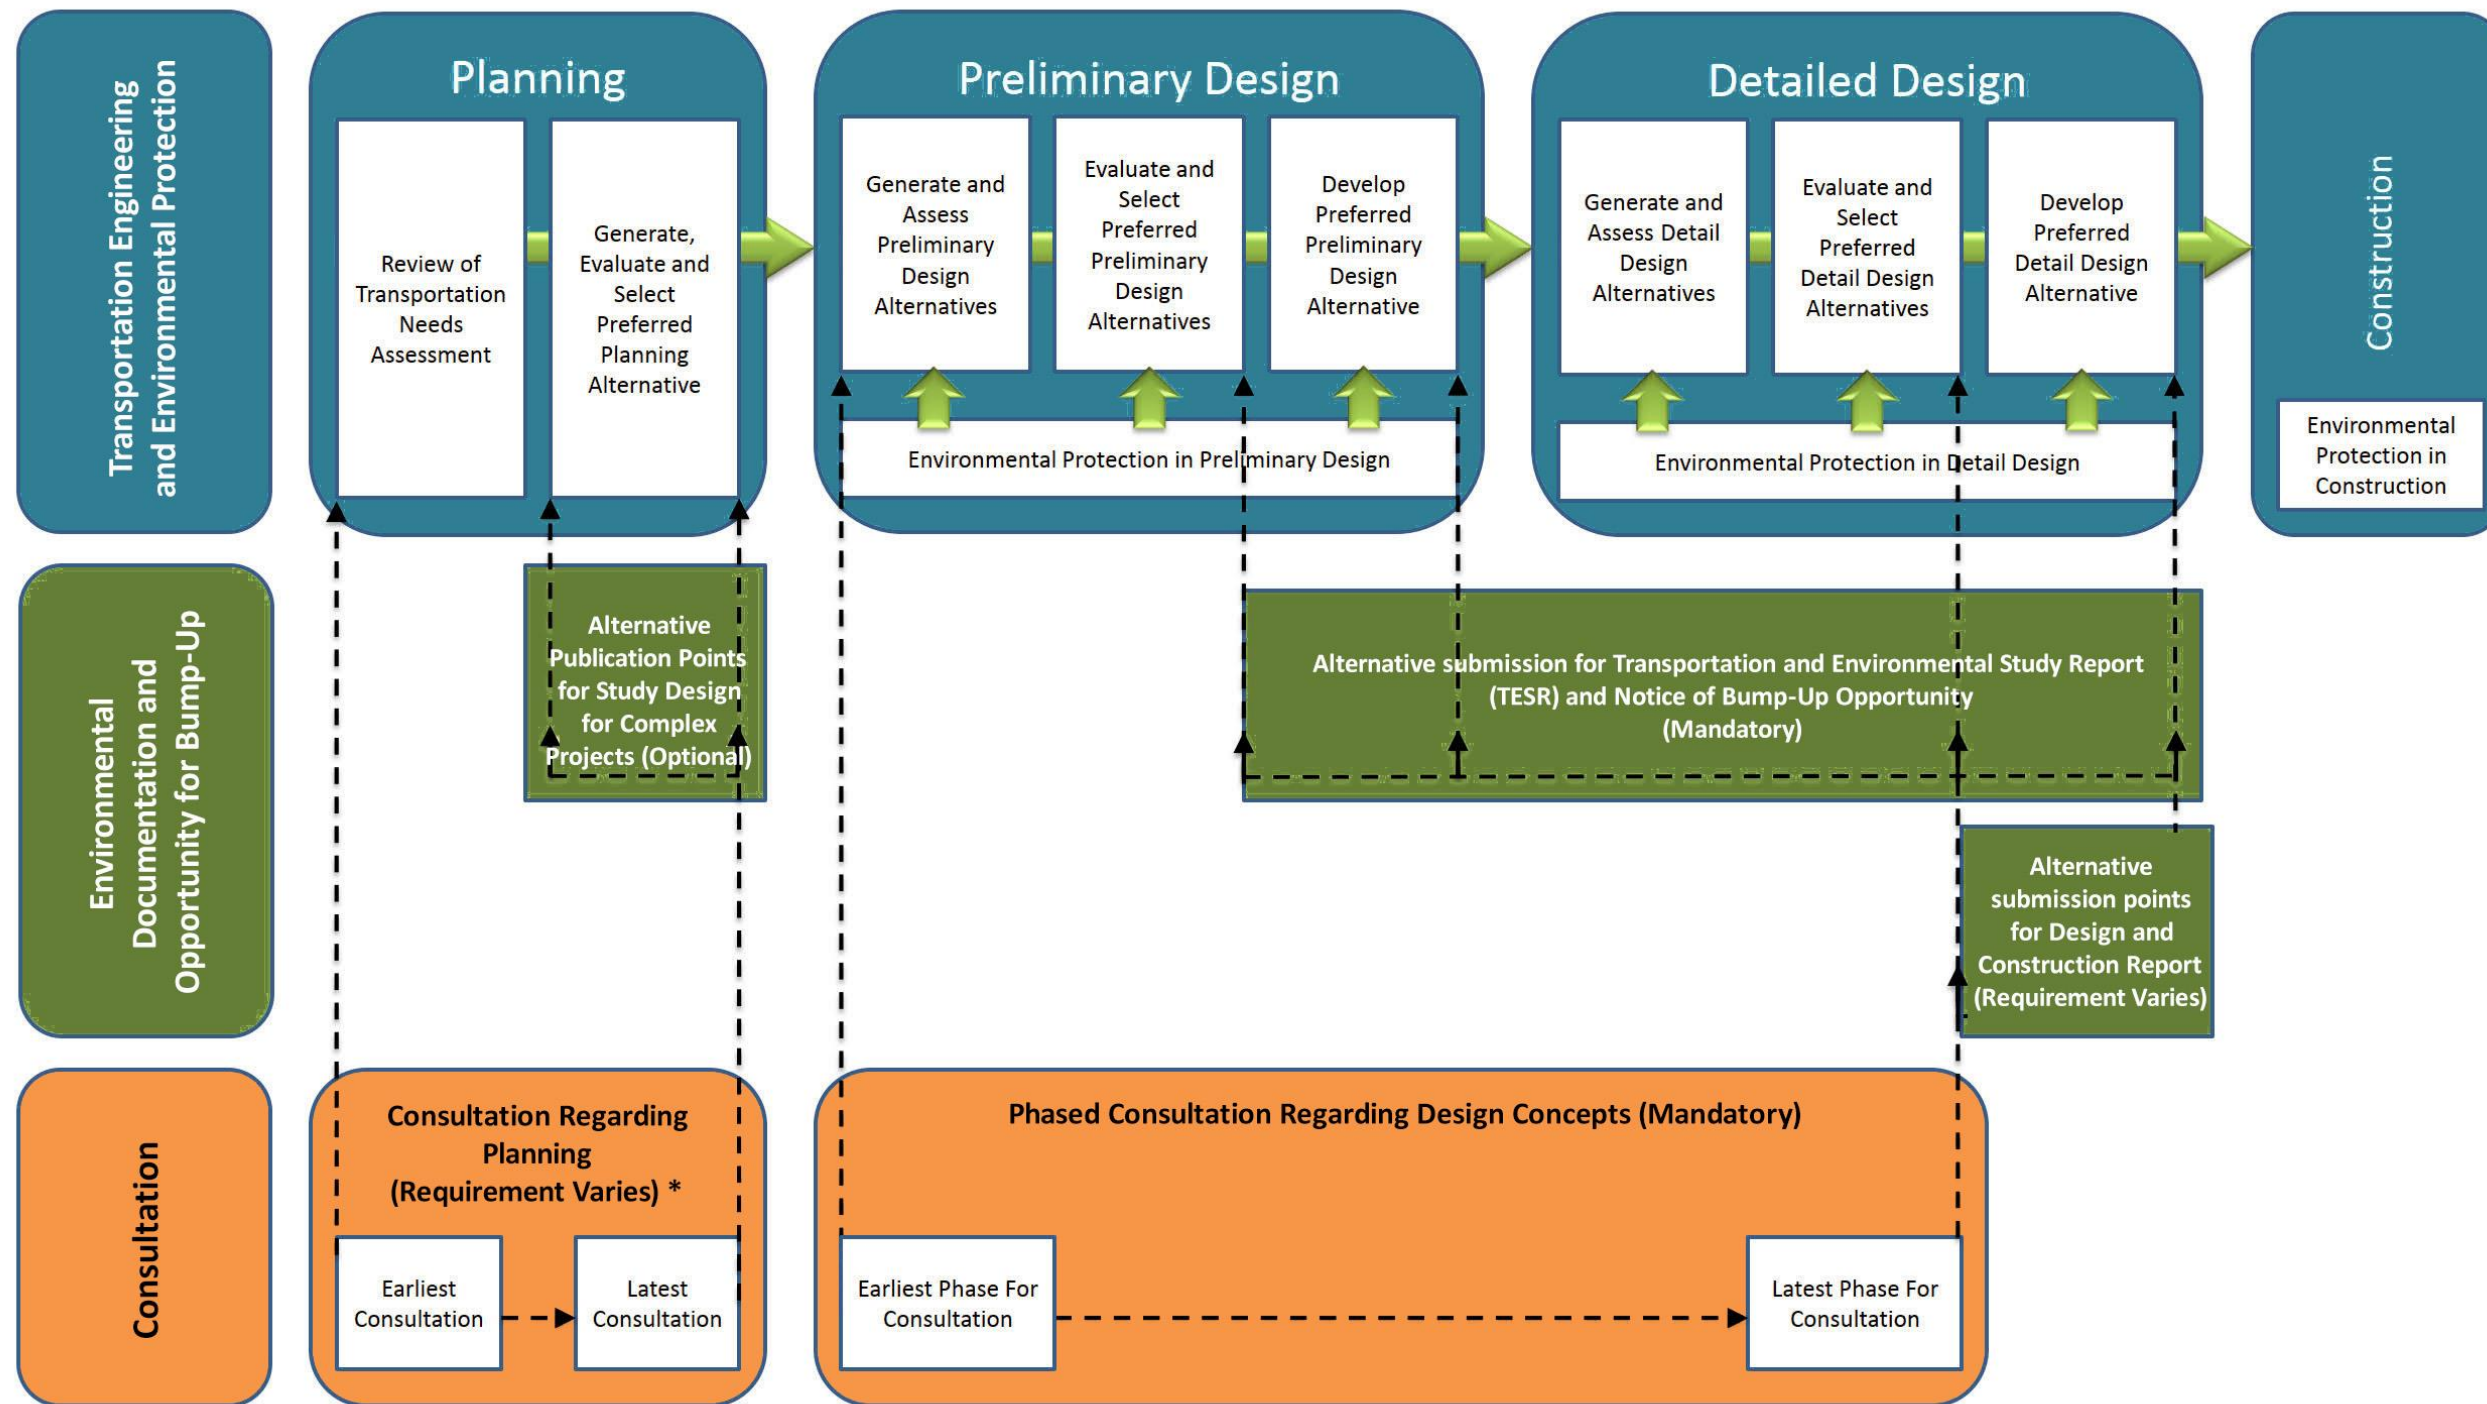 Transportation Engineering
and Environmental Protection
Planning
Review of
Transportation
Needs
Assessment
Generate,
Evaluate and
Select
Preferred
Planning
Alternative
Preliminary Design
Generate and
Assess
Preliminary
Design
Alternatives
Evaluate and
Select
Preferred
Preliminary
Design
Alternatives
Develop
Preferred
Preliminary
Design
Alternative
Environmental Protection in Preliminary Design
Detailed Design
Generate and
Assess Detail
Design
Alternatives
Evaluate and
Select
Preferred
Detail Design
Alternatives
Develop
Preferred
Detail Design
Alternative
Environmental Protection in Detail Design
Construction
Environmental
Protection in
Construction
Environmental
Documentation and
Opportunity for Bump-Up
Alternative
Publication Points
for Study Design
for Complex
Projects (Optional)
Alternative submission for Transportation and Environmental Study Report
(TESR) and Notice of Bump-Up Opportunity
(Mandatory)
Alternative
submission points
for Design and
Construction Report
(Requirement Varies)
Consultation
Consultation Regarding
Planning
(Requirement Varies) *
Earliest
Consultation
Latest
Consultation
Phased Consultation Regarding Design Concepts (Mandatory)
Earliest Phase For
Consultation
Latest Phase For
Consultation